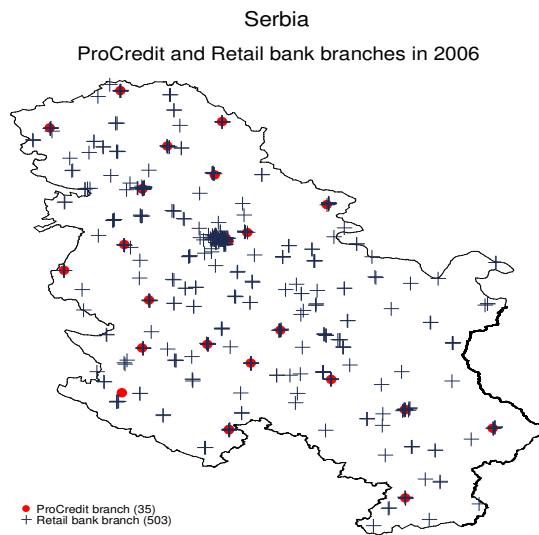 Serbia
ProCredit and Retail bank branches in 2006
ProCredit branch (35)
Retail bank branch (503)